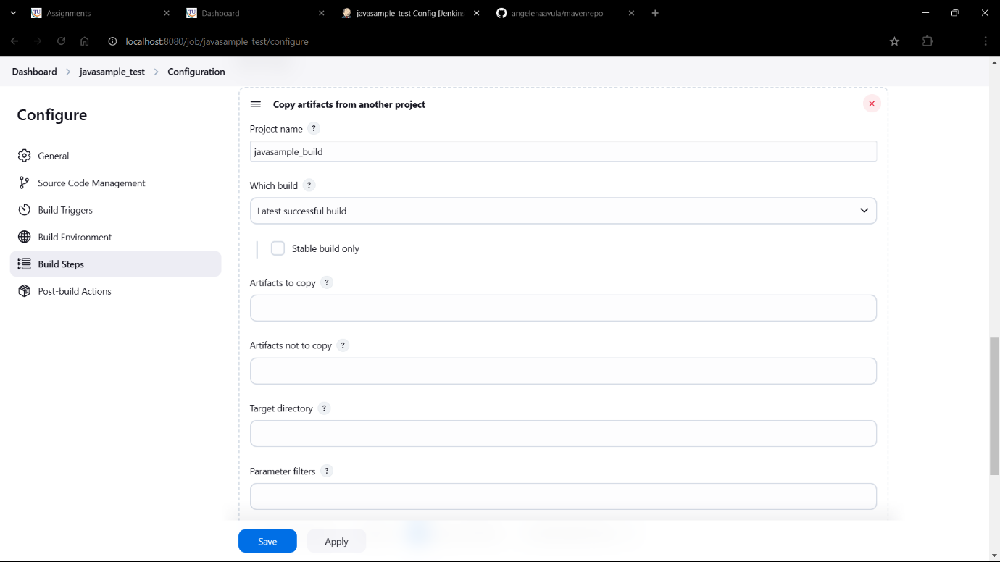 Assignments
Dashboard
javasample_test Config [Jenkins
angelenaavula/mavenrepo
localhost:8080/job/javasample_test/configure
Dashboard > javasample_test > Configuration
Configure
General
Source Code Management
Build Triggers
Build Environment
Build Steps
Post-build Actions
Copy artifacts from another project
Project name ?
javasample_build
Which build ?
Latest successful build
Stable build only
Artifacts to copy ?
Artifacts not to copy ?
Target directory ?
Parameter filters ?
Save
Apply